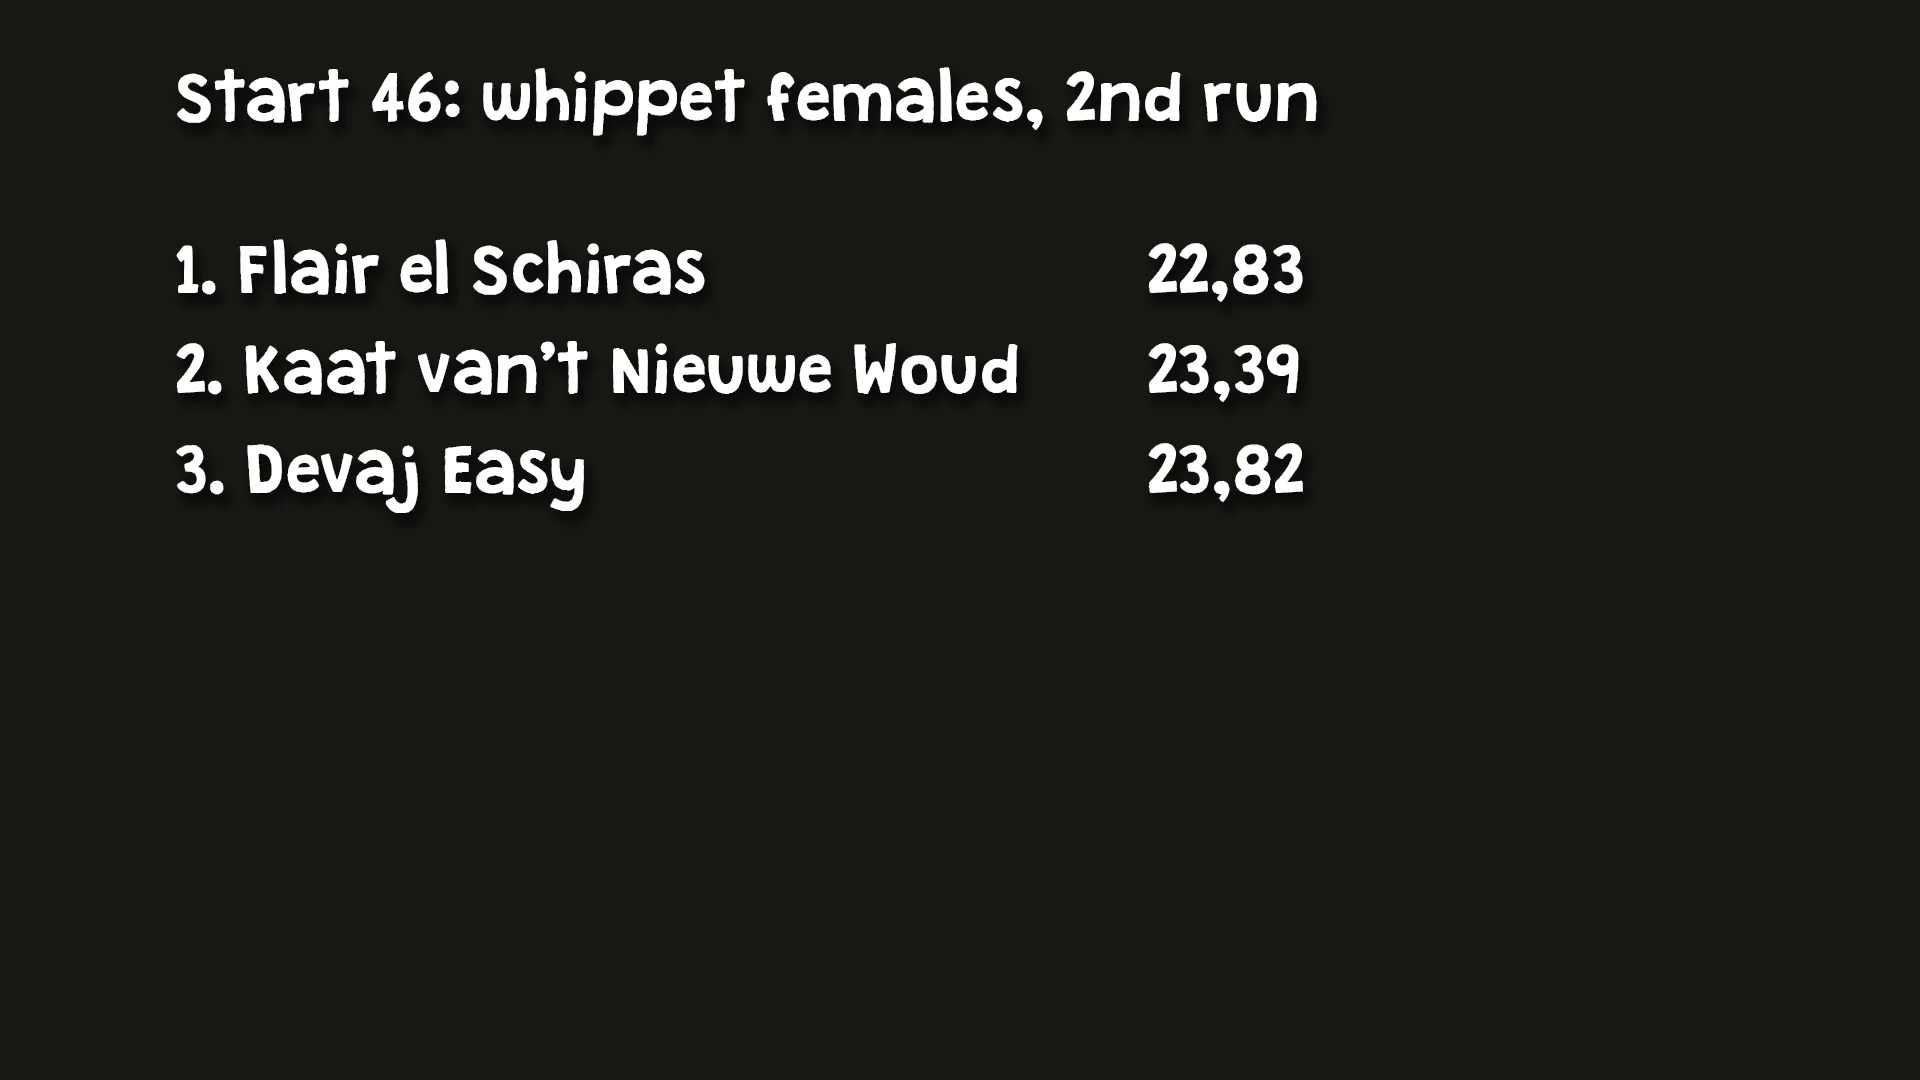 Start 46: whippet females, 2nd run
1. Flair el Schiras 22,83
2. Kaat van’t Nieuwe Woud 23,39
3. Devaj Easy 23,82